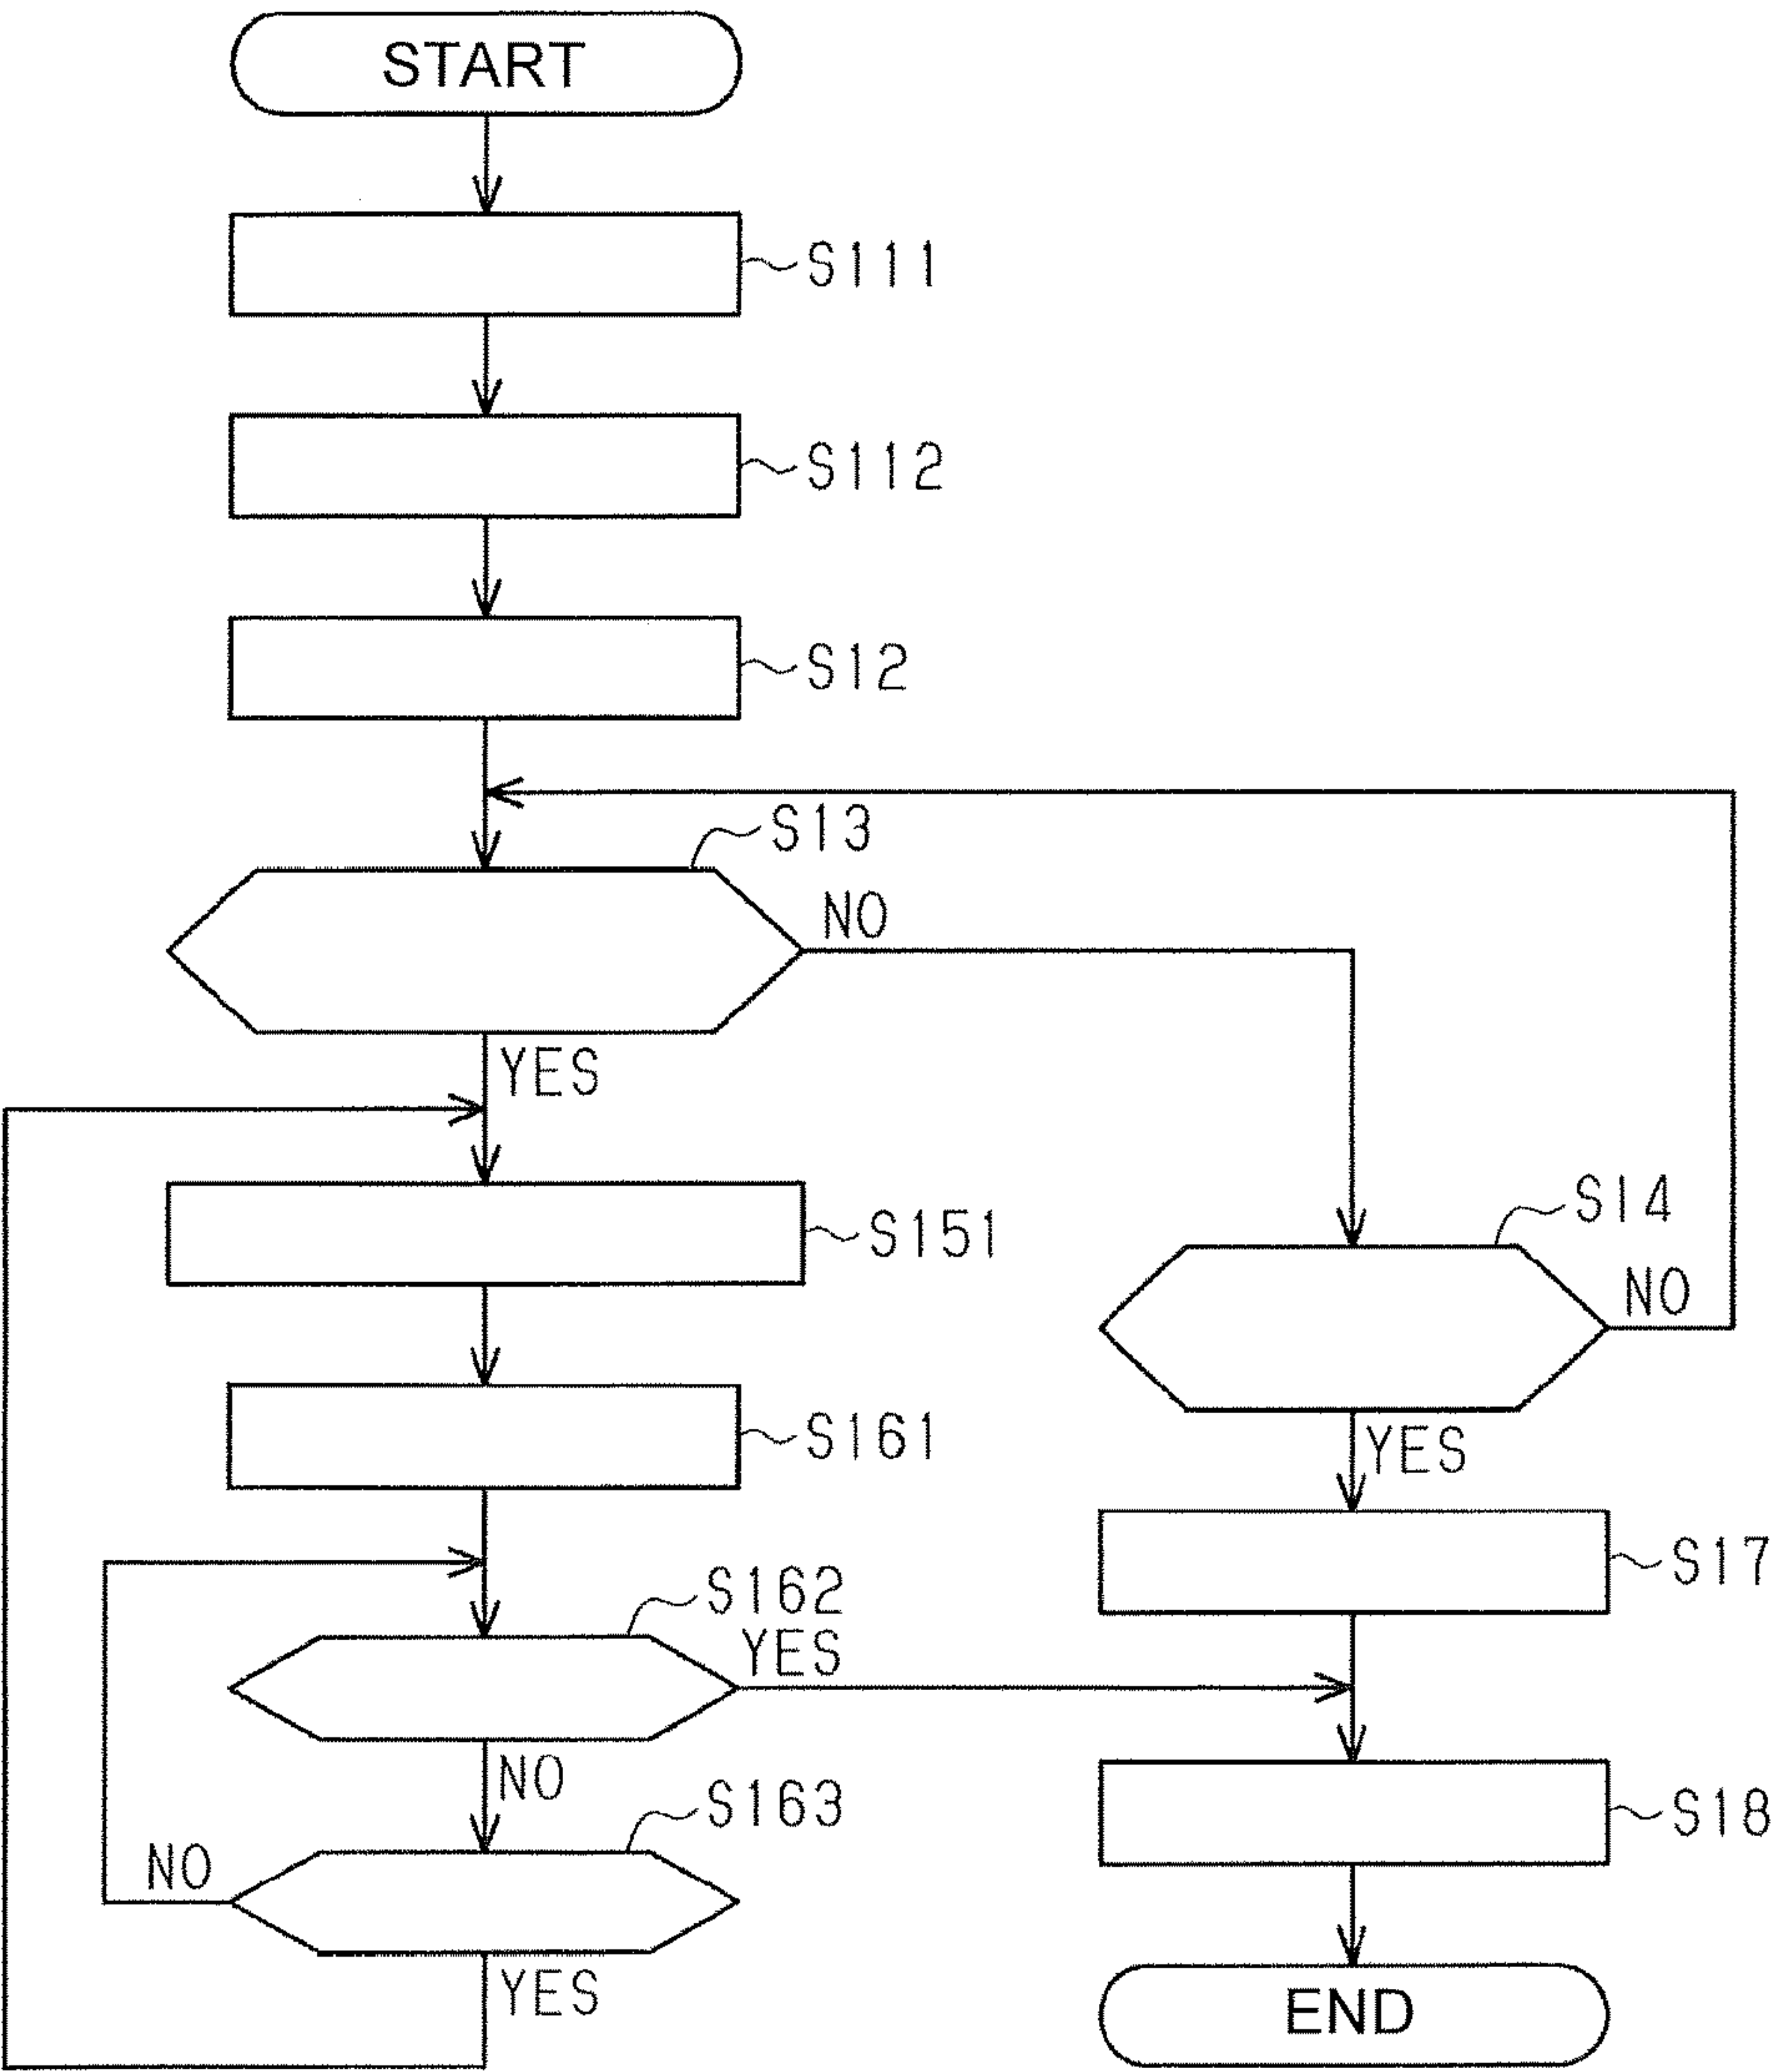 START
S111
S112
S12
S13
NO
YES
S151
S14
NO
S161
YES
S17
S162
YES
NO
S163
S18
NO
YES
END